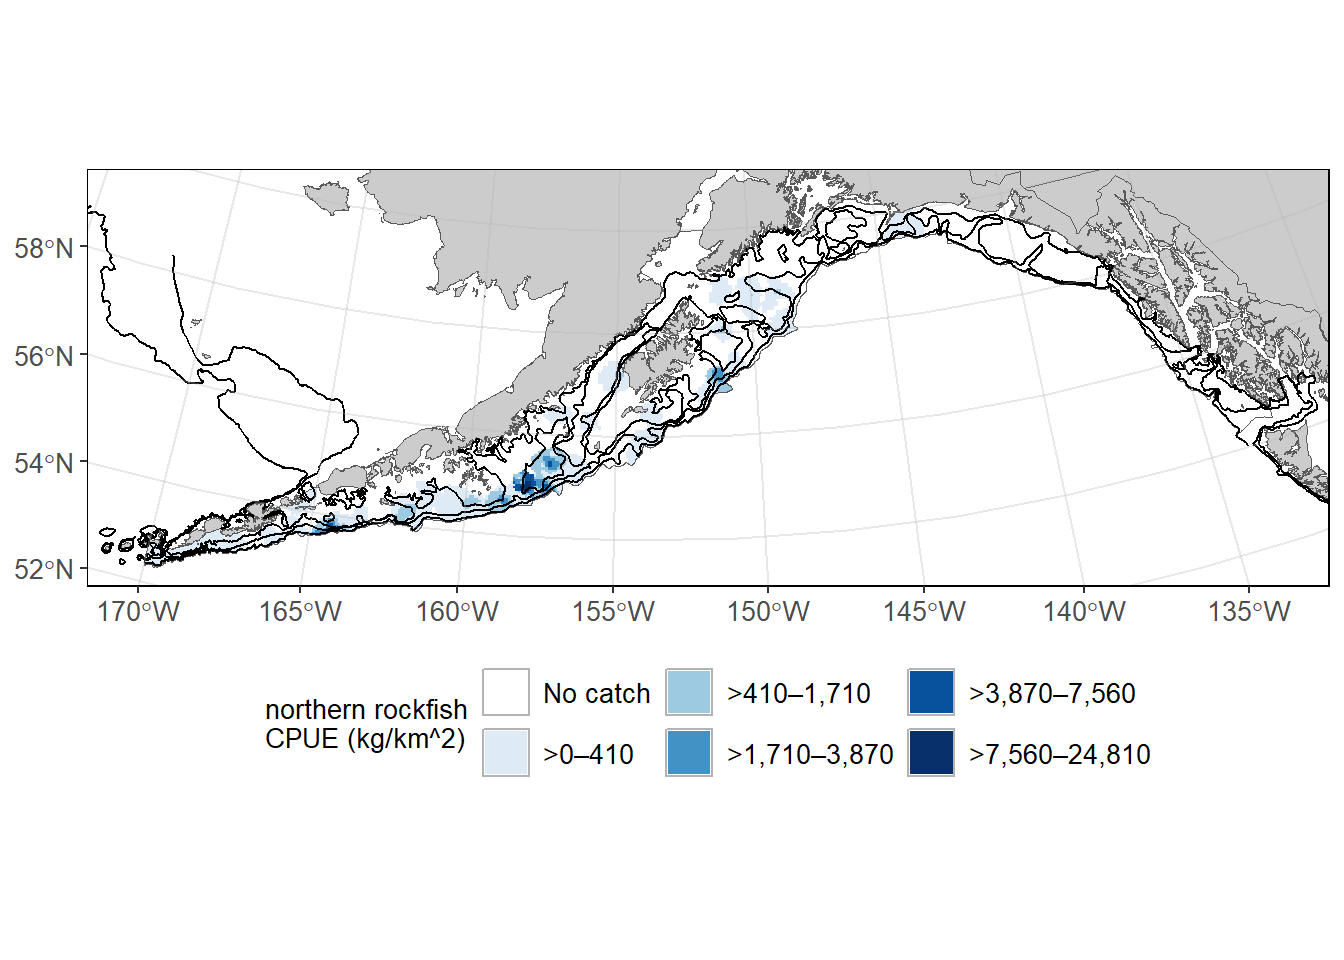 58°N
56°N
54°N
52°N
170°W 165°W 160°W 155°W 150°W 145°W 140°W 135°W
northern rockfish
CPUE (kg/km^2)
No catch >410–1,710 >3,870–7,560
>0–410 >1,710–3,870 >7,560–24,810